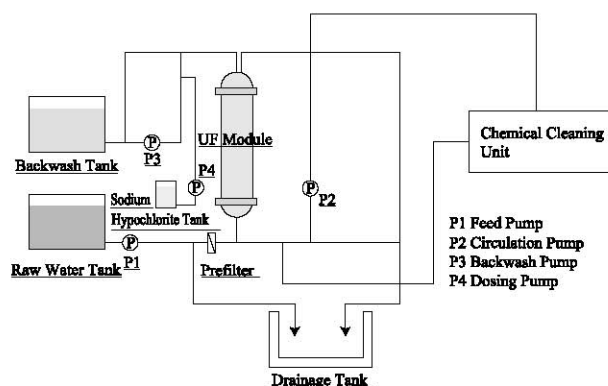 UF Module
P
P3
P
P4
Backwash Tank
Sodium
Hypochlorite Tank
P
P2
Chemical Cleaning
Unit
P
P1
Raw Water Tank
Prefilter
P1 Feed Pump
P2 Circulation Pump
P3 Backwash Pump
P4 Dosing Pump
Drainage Tank